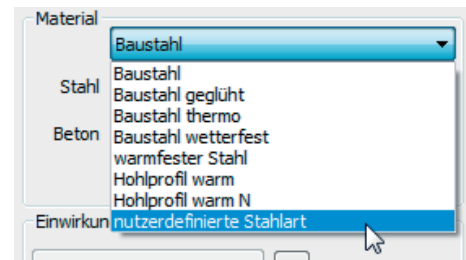 Material
Baustahl
Baustahl
Stahl
Baustahl geglüht
Baustahl thermo
Beton
Baustahl wetterfest
warmfester Stahl
Hohlprofil warm
Hohlprofil warm N
Einwirkun
nutzerdefinierte Stahlart